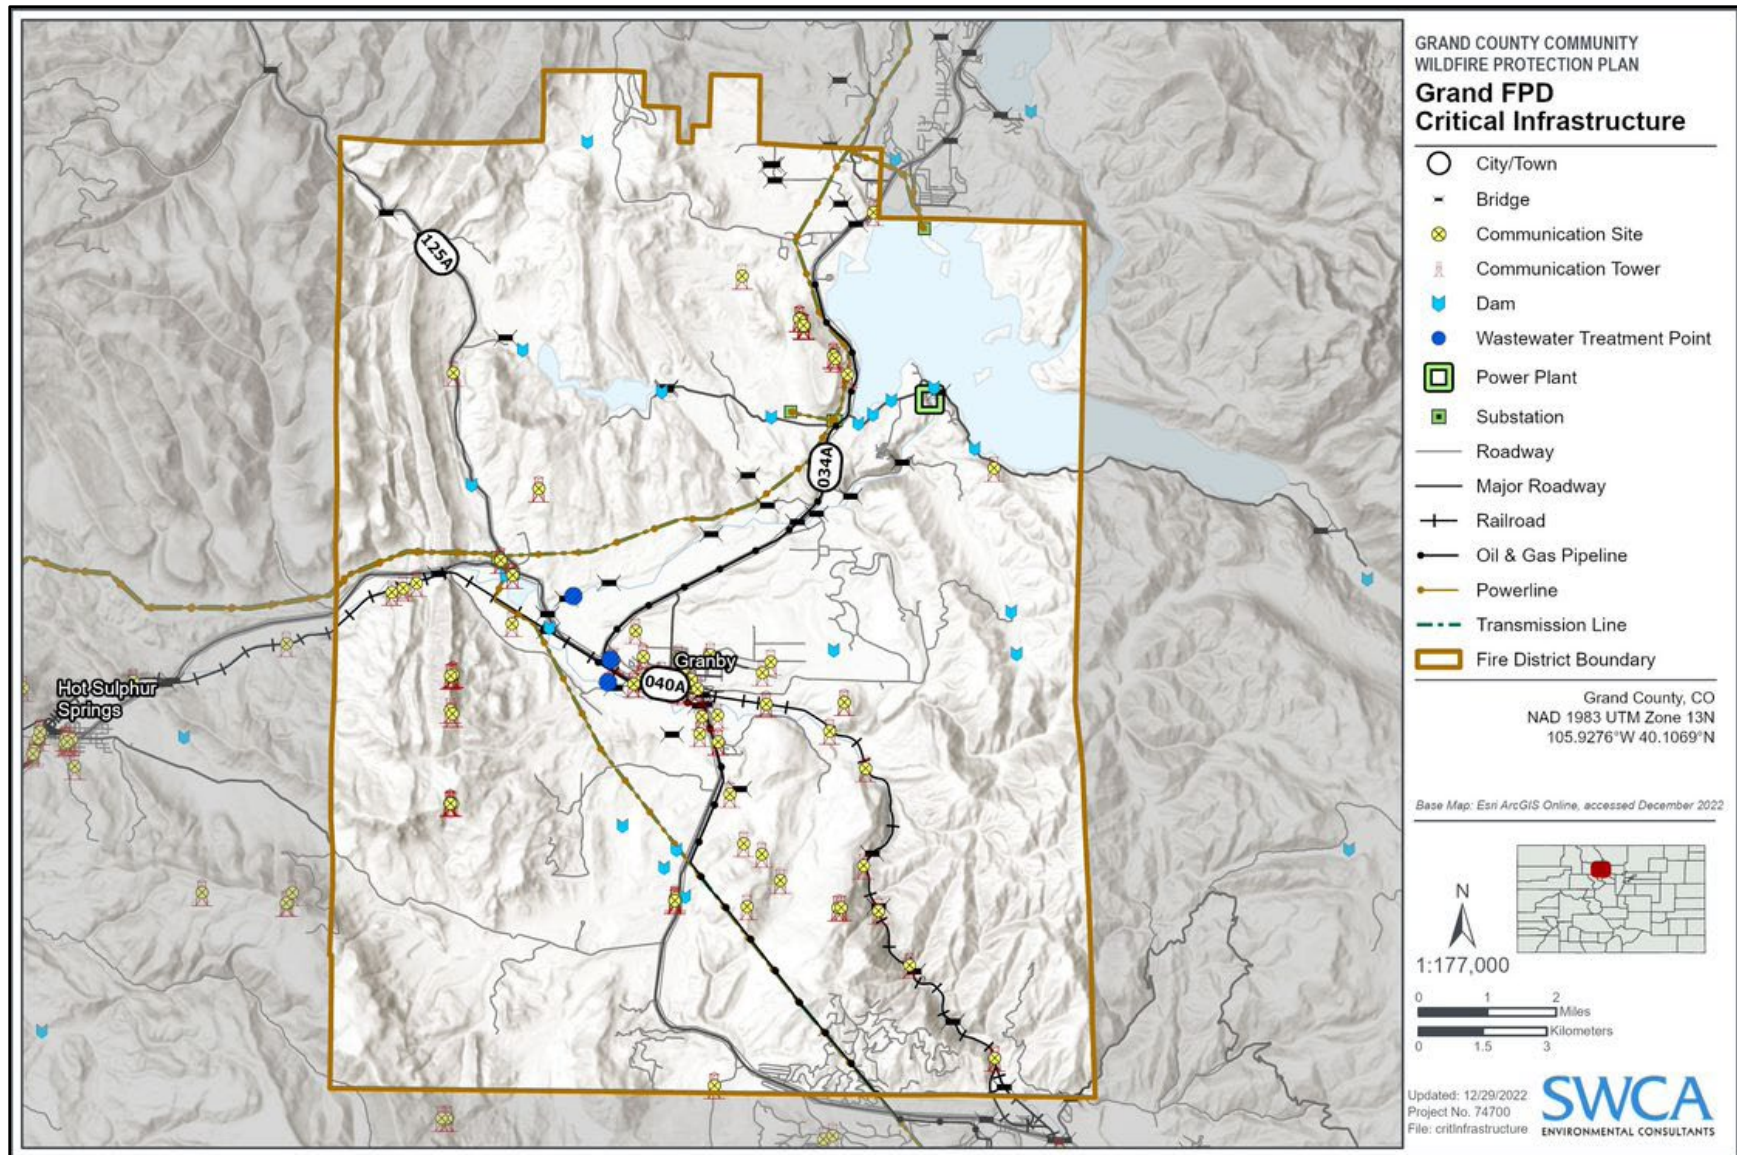 GRAND COUNTY COMMUNITY
WILDFIRE PROTECTION PLAN
Grand FPD
Critical Infrastructure
City/Town
Bridge
Communication Site
Communication Tower
Dam
Wastewater Treatment Point
Power Plant
Substation
Roadway
Major Roadway
Railroad
Oil & Gas Pipeline
Powerline
Transmission Line
Fire District Boundary
Grand County, CO
NAD 1983 UTM Zone 13N
105.9276°W 40.1069°N
Base Map: Esri ArcGIS Online, accessed December 2022
N
1:177,000
0 1 2
Miles
Kilometers
0 1.5 3
Updated: 12/29/2022
Project No. 74700
File: critInfrastructure
SWCA
ENVIRONMENTAL CONSULTANTS
125A
034A
Granby
040A
Hot Sulphur
Springs